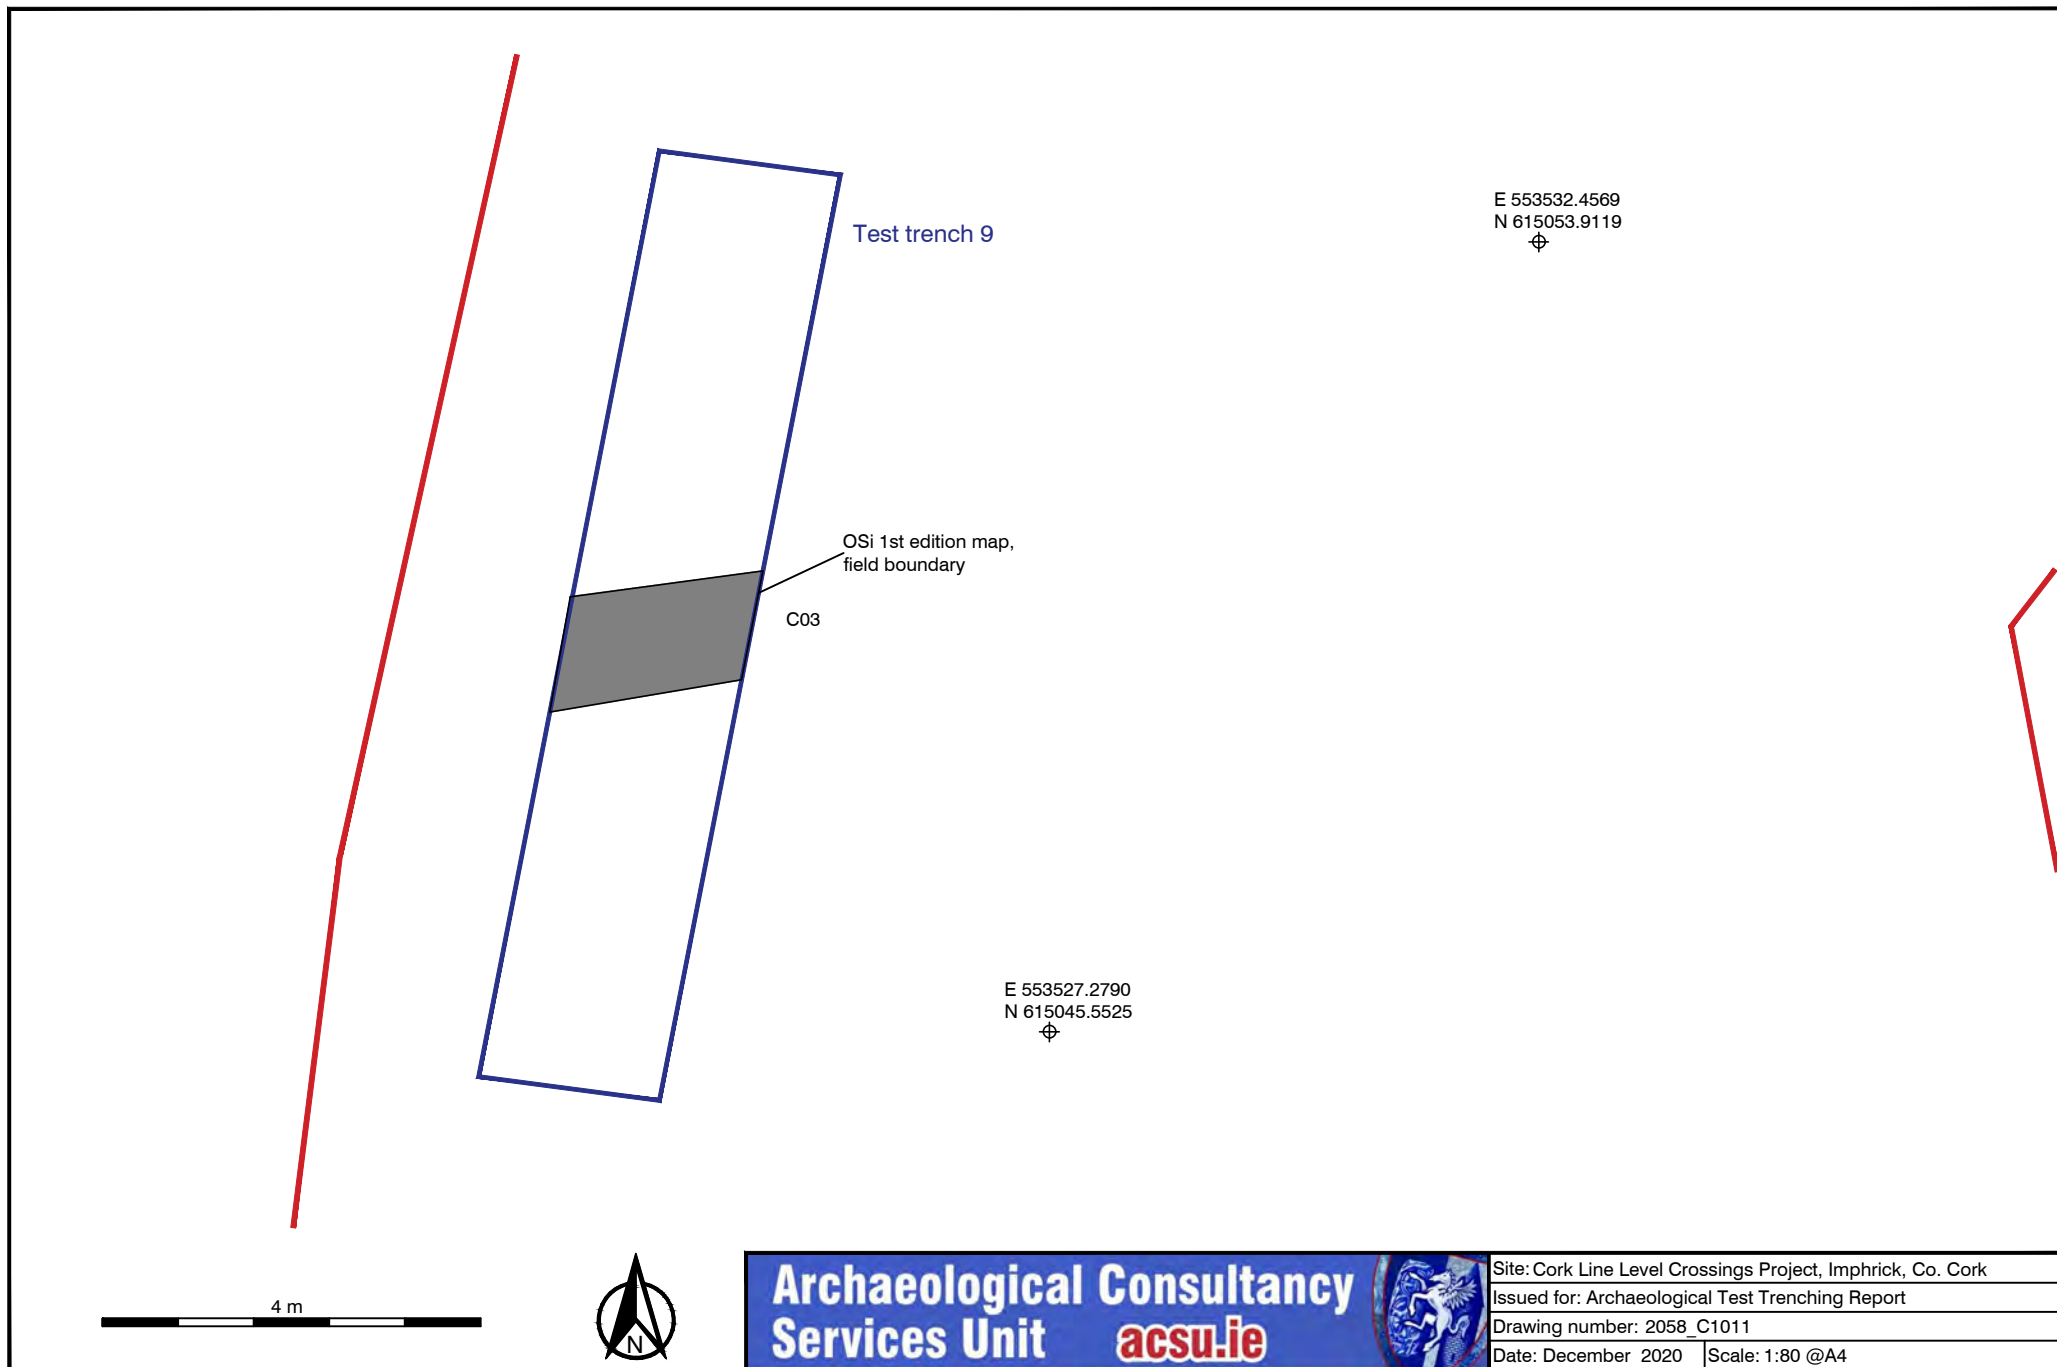 E 553532.4569
N 615053.9119
Test trench 9
OSi 1st edition map,
field boundary
C03
E 553527.2790
N 615045.5525
4 m
N
Archaeological Consultancy
Services Unit acsu.ie
Site: Cork Line Level Crossings Project, Imphrick, Co. Cork
Issued for: Archaeological Test Trenching Report
Drawing number: 2058_C1011
Date: December 2020 Scale: 1:80 @A4